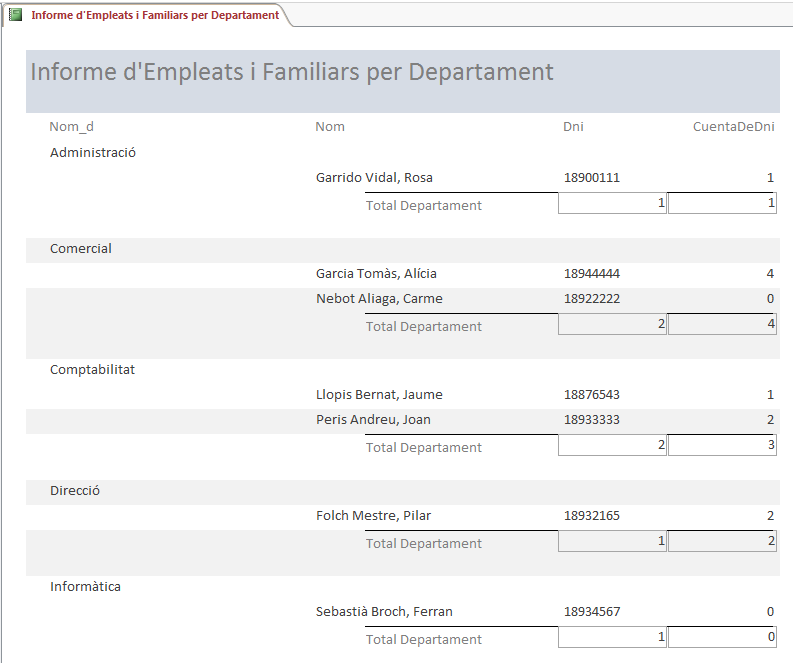 Informe d'Empleats i Familiars per Departament
Informe d'Empleats i Familiars per Departament
Nom_d Nom Dni CuentaDeDni
Administració
Garrido Vidal, Rosa 18900111 1
Total Departament 1 1
Comercial
Garcia Tomàs, Alícia 18944444 4
Nebot Aliaga, Carme 18922222 0
Total Departament 2 4
Comptabilitat
Llopis Bernat, Jaume 18876543 1
Peris Andreu, Joan 18933333 2
Total Departament 2 3
Direcció
Folch Mestre, Pilar 18932165 2
Total Departament 1 2
Informàtica
Sebastià Broch, Ferran 18934567 0
Total Departament 1 0